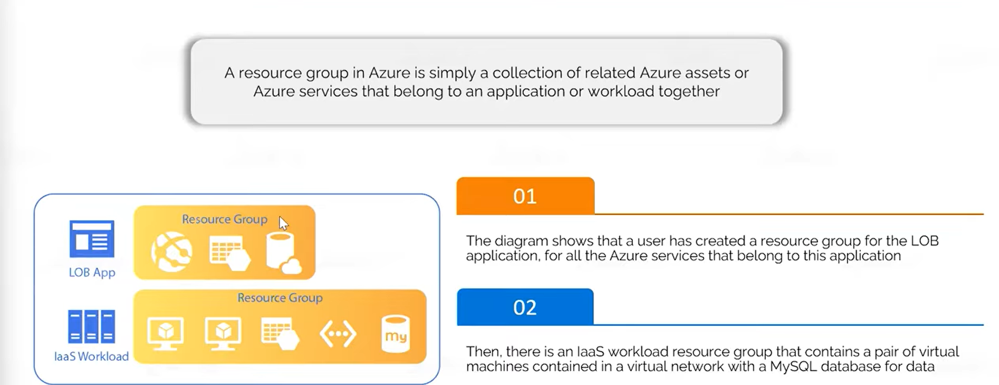 A resource group in Azure is simply a collection of related Azure assets or
Azure services that belong to an application or workload together
Resource Group
LOB App
Resource Group
my
IaaS Workload
01
The diagram shows that a user has created a resource group for the LOB
application, for all the Azure services that belong to this application
02
Then, there is an IaaS workload resource group that contains a pair of virtual
machines contained in a virtual network with a MySQL database for data